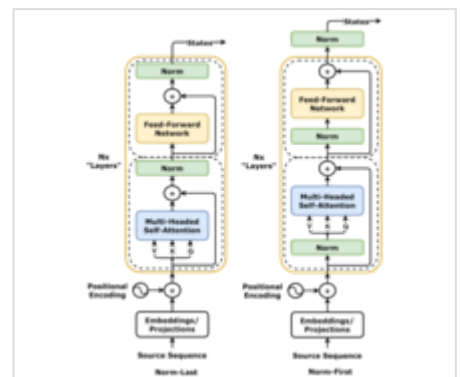 States
Norm
+
Feed-Forward
Network
Nx
"Layers"
Norm
+
Multi-Headed
Self-Attention
V K Q
Positional
Encoding
+
Embeddings/
Projections
Source Sequence
Norm-Last
States
Norm
+
Feed-Forward
Network
Norm
Nx
"Layers"
+
Multi-Headed
Self-Attention
V K Q
Norm
Positional
Encoding
+
Embeddings/
Projections
Source Sequence
Norm-First